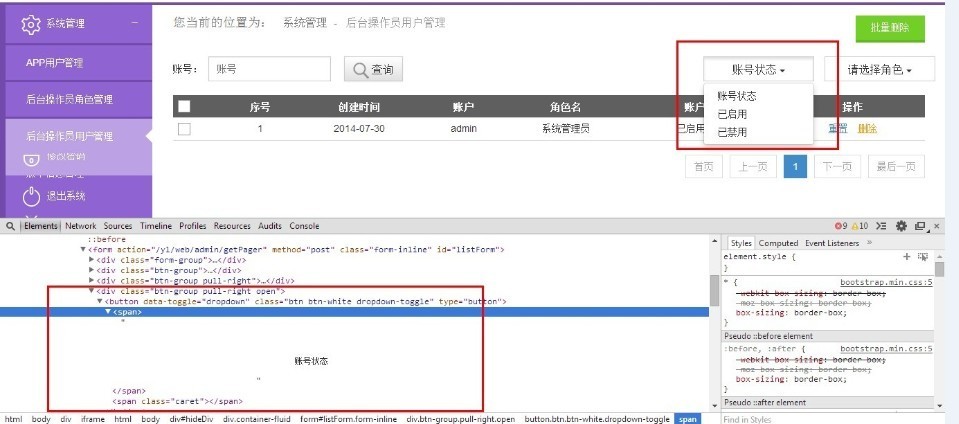 系统管理
您当前的位置为： 系统管理 - 后台操作员用户管理
批量删除
APP用户管理
账号： 账号 查询 账号状态 请选择角色
后台操作员角色管理
序号 创建时间 账户 角色名 账户 操作
账号状态
已启用
已禁用
后台操作员用户管理
1 2014-07-30 admin 系统管理员 已启用 重置 删除
首页 上一页 1 下一页 最后一页
退出系统
Elements Network Sources Timeline Profiles Resources Audits Console 9 10
::before
<form action="/yl/web/admin/getPager" method="post" class="form-inline" id="listForm">
<div class="form-group">…</div>
<div class="btn-group">…</div>
<div class="btn-group pull-right">…</div>
<div class="btn-group pull-right open">
<button data-toggle="dropdown" class="btn btn-white dropdown-toggle" type="button">
<span>
"
账号状态
"
</span>
<span class="caret"></span>
html body div iframe html body div#hideDiv div.container-fluid form#listForm.form-inline div.btn-group.pull-right.open button.btn.btn-white.dropdown-toggle span
Styles Computed Event Listeners »
element.style {
}
* { bootstrap.min.css:5
-webkit-box-sizing: border-box;
-moz-box-sizing: border-box;
box-sizing: border-box;
}
Pseudo ::before element
:before, :after { bootstrap.min.css:5
-webkit-box-sizing: border-box;
-moz-box-sizing: border-box;
box-sizing: border-box;
}
Pseudo ::after element
Find in Styles